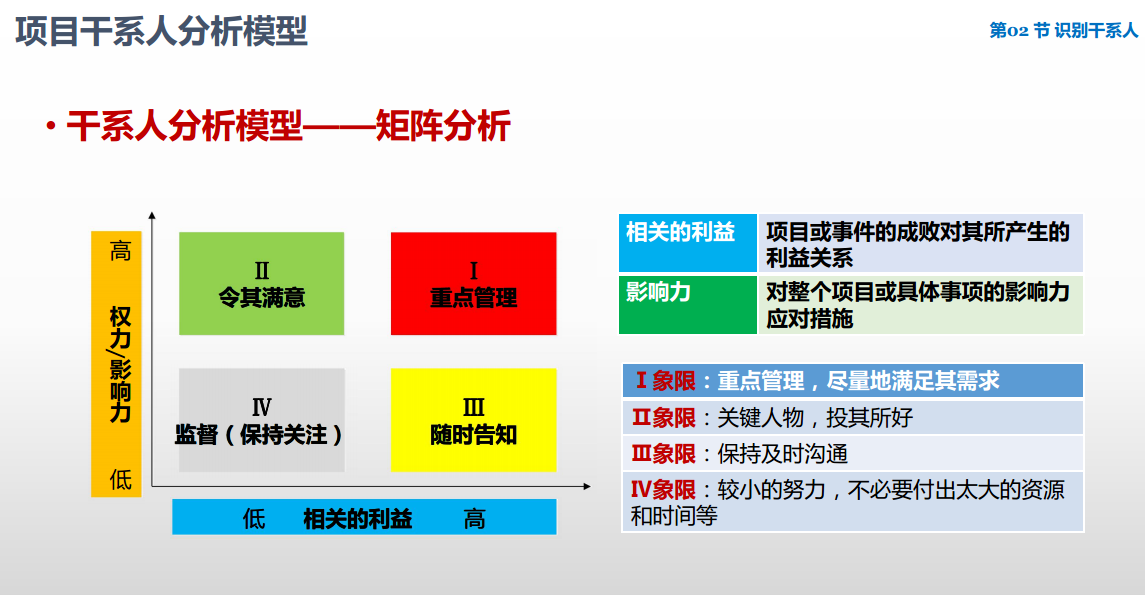 项目干系人分析模型
第02 节 识别干系人
• 干系人分析模型——矩阵分析
高
权力/影响力
低
Ⅱ
令其满意
Ⅰ
重点管理
Ⅳ
监督（保持关注）
Ⅲ
随时告知
低 相关的利益 高
相关的利益
项目或事件的成败对其所产生的
利益关系
影响力
对整个项目或具体事项的影响力
应对措施
Ⅰ象限：重点管理，尽量地满足其需求
Ⅱ象限：关键人物，投其所好
Ⅲ象限：保持及时沟通
Ⅳ象限：较小的努力，不必要付出太大的资源
和时间等